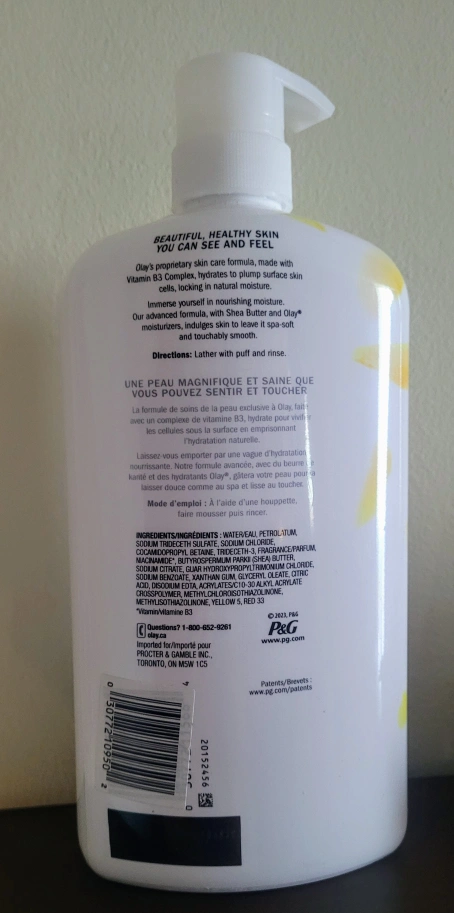 BEAUTIFUL, HEALTHY SKIN
YOU CAN SEE AND FEEL
Olay's proprietary skin care formula, made with
Vitamin B3 Complex, hydrates to plump surface skin
cells, locking in natural moisture.
Immerse yourself in nourishing moisture.
Our advanced formula, with Shea Butter and Olay®
moisturizers, indulges skin to leave it spa-soft
and touchably smooth.
Directions: Lather with puff and rinse.
UNE PEAU MAGNIFIQUE ET SAINE QUE
VOUS POUVEZ SENTIR ET TOUCHER
La formule de soins de la peau exclusive à Olay, faite
avec un complexe de vitamine B3, hydrate pour vivifier
les cellules sous la surface en emprisonnant
l'hydratation naturelle.
Laissez-vous emporter par une vague d'hydratation
nourrissante. Notre formule avancée, avec du beurre de
karité et des hydratants Olay®, gâtera votre peau pour la
laisser douce comme au spa et lisse au toucher.
Mode d'emploi : À l'aide d'une houppette,
faire mousser puis rincer.
INGREDIENTS/INGRÉDIENTS : WATER/EAU, PETROLATUM,
SODIUM TRIDECETH SULFATE, SODIUM CHLORIDE,
COCAMIDOPROPYL BETAINE, TRIDECETH-3, FRAGRANCE/PARFUM,
NIACINAMIDE*, BUTYROSPERMUM PARKII (SHEA) BUTTER,
SODIUM CITRATE, GUAR HYDROXYPROPYLTRIMONIUM CHLORIDE,
SODIUM BENZOATE, XANTHAN GUM, GLYCERYL OLEATE, CITRIC
ACID, DISODIUM EDTA, ACRYLATES/C10-30 ALKYL ACRYLATE
CROSSPOLYMER, METHYLCHLOROISOTHIAZOLINONE,
METHYLISOTHIAZOLINONE, YELLOW 5, RED 33
*Vitamin/vitamine B3
Questions? 1-800-652-9261
olay.ca
Imported for/Importé pour
PROCTER & GAMBLE INC.,
TORONTO, ON M5W 1C5
© 2023, P&G
P&G
www.pg.com
Patents/Brevets :
www.pg.com/patents
0 30772 10950 2
20152456